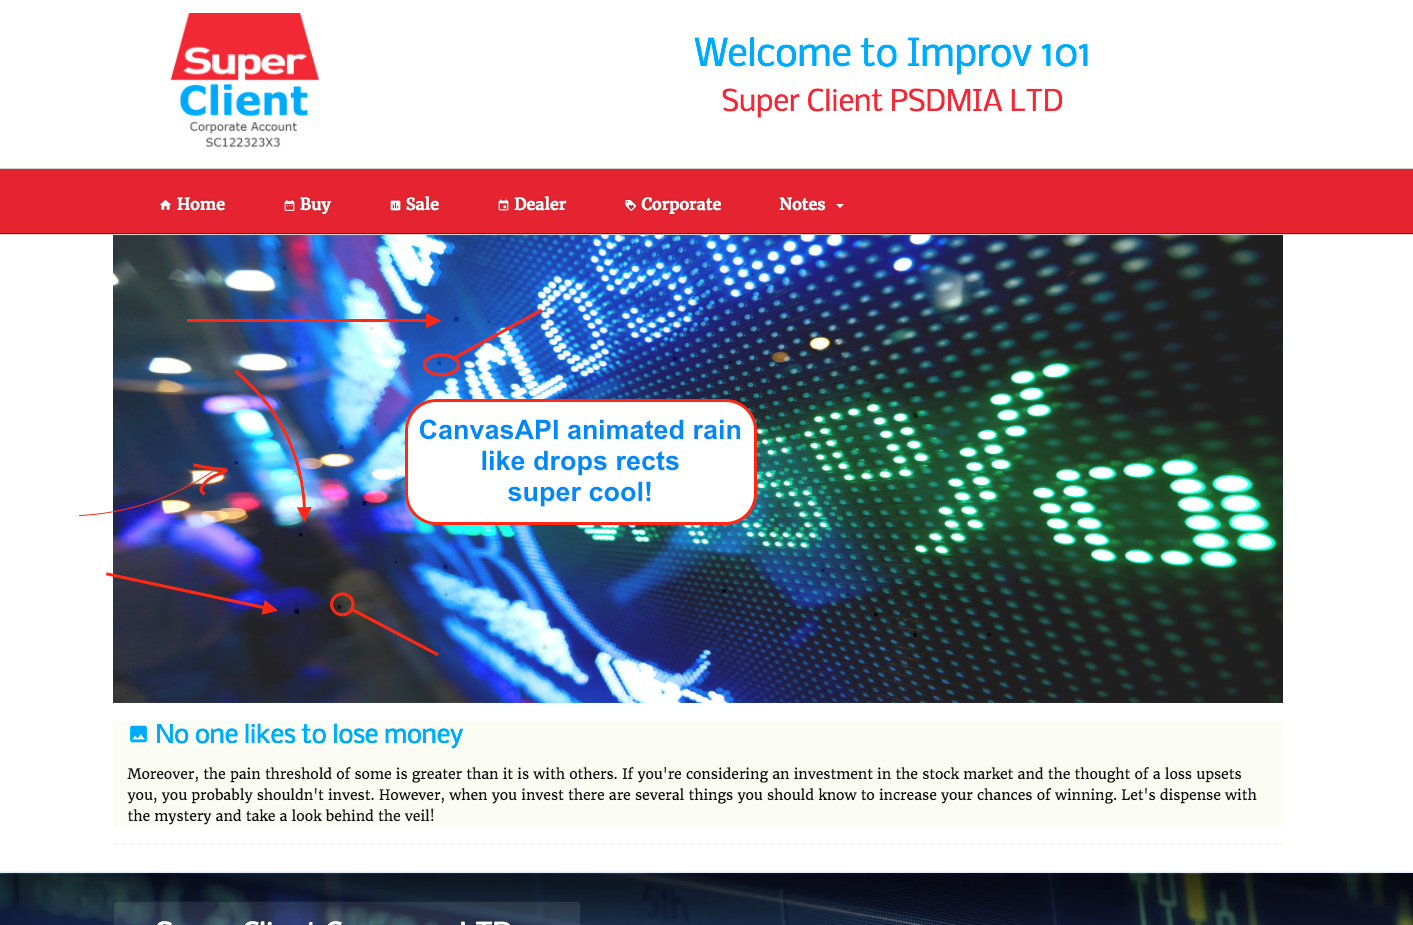 Super
Client
Corporate Account
SC122323X3
Welcome to Improv 101
Super Client PSDMIA LTD
Home Buy Sale Dealer Corporate Notes
CanvasAPI animated rain
like drops rects
super cool!
No one likes to lose money
Moreover, the pain threshold of some is greater than it is with others. If you're considering an investment in the stock market and the thought of a loss upsets
you, you probably shouldn't invest. However, when you invest there are several things you should know to increase your chances of winning. Let's dispense with
the mystery and take a look behind the veil!